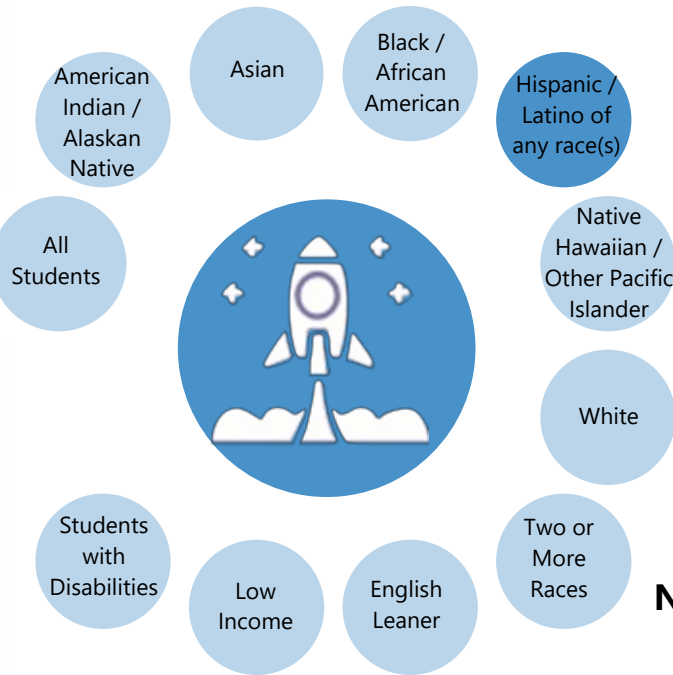 American
Indian /
Alaskan
Native
Asian
Black /
African
American
Hispanic /
Latino of
any race(s)
All
Students
Native
Hawaiian /
Other Pacific
Islander
White
Students
with
Disabilities
Low
Income
English
Leaner
Two or
More
Races
N